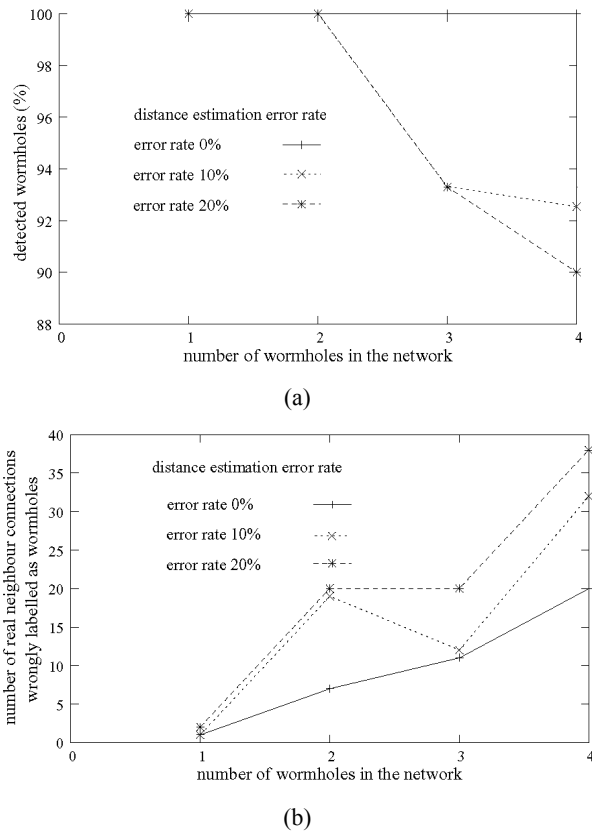 100
98
96
94
92
90
88
detected wormholes (%)
distance estimation error rate
error rate 0%
error rate 10%
error rate 20%
0 1 2 3 4
number of wormholes in the network
(a)
40
35
30
25
20
15
10
5
0
number of real neighbour connections
wrongly labelled as wormholes
distance estimation error rate
error rate 0%
error rate 10%
error rate 20%
0 1 2 3 4
number of wormholes in the network
(b)